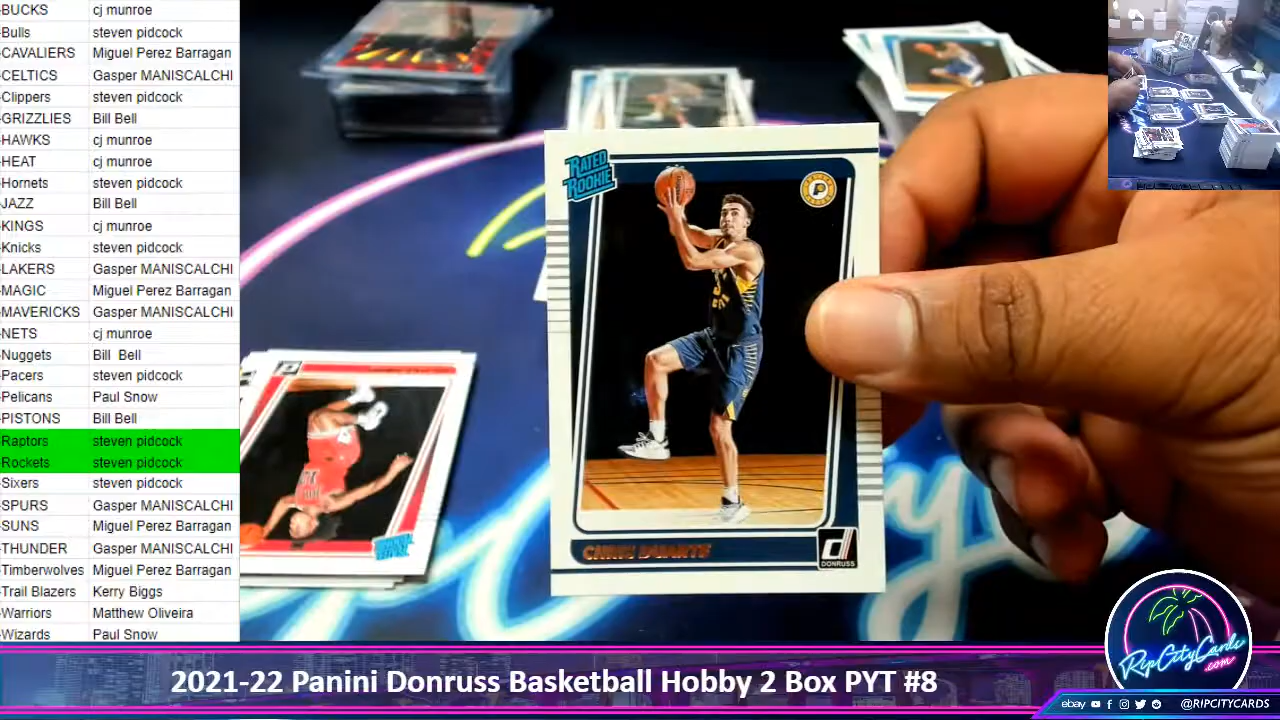 -BUCKS cj munroe
-Bulls steven pidcock
-CAVALIERS Miguel Perez Barragan
-CELTICS Gasper MANISCALCHI
-Clippers steven pidcock
-GRIZZLIES Bill Bell
-HAWKS cj munroe
-HEAT cj munroe
-Hornets steven pidcock
-JAZZ Bill Bell
-KINGS cj munroe
-Knicks steven pidcock
-LAKERS Gasper MANISCALCHI
-MAGIC Miguel Perez Barragan
-MAVERICKS Gasper MANISCALCHI
-NETS cj munroe
-Nuggets Bill Bell
-Pacers steven pidcock
-Pelicans Paul Snow
-PISTONS Bill Bell
-Raptors steven pidcock
-Rockets steven pidcock
-Sixers steven pidcock
-SPURS Gasper MANISCALCHI
-SUNS Miguel Perez Barragan
-THUNDER Gasper MANISCALCHI
-Timberwolves Miguel Perez Barragan
-Trail Blazers Kerry Biggs
-Warriors Matthew Oliveira
-Wizards Paul Snow
RATED
ROOKIE
CHRIS DUARTE
DONRUSS
RipCityCards
.com
2021-22 Panini Donruss Basketball Hobby 2 Box PYT #8
ebay @RIPCITYCARDS